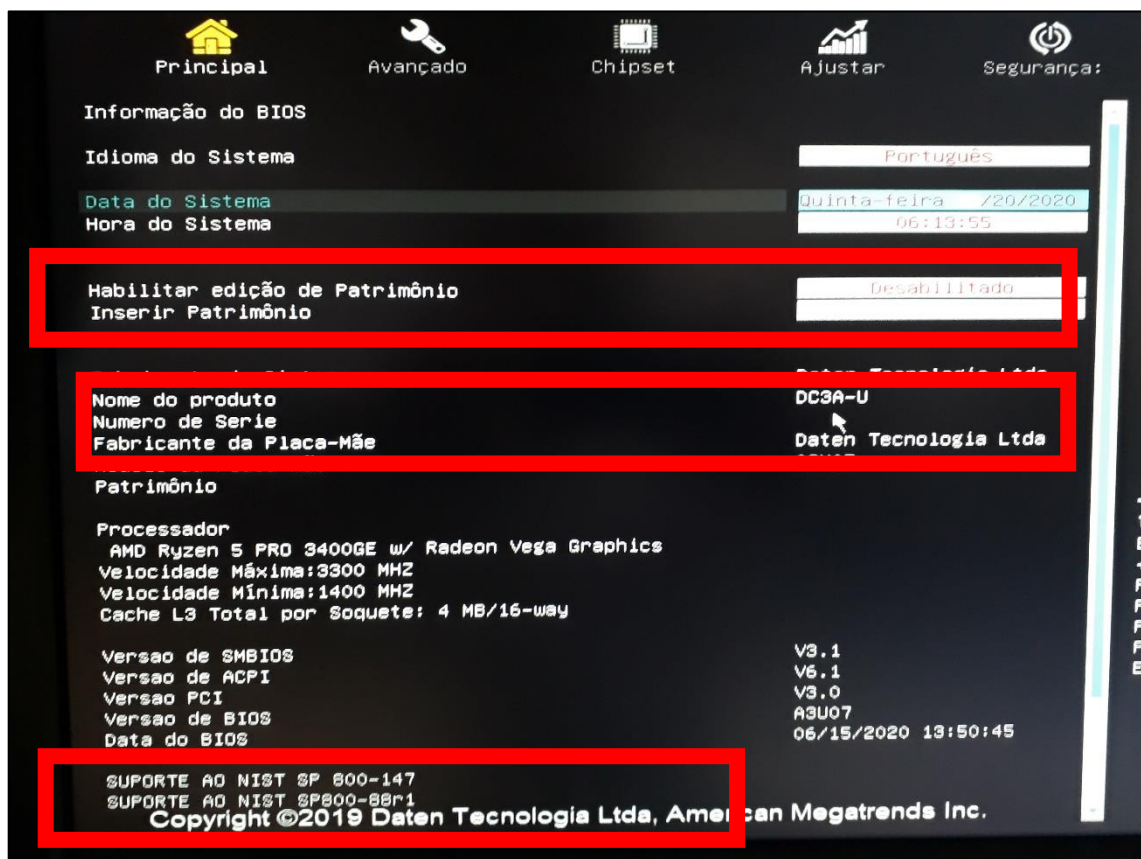 Principal Avançado Chipset Ajustar Segurança:
Informação do BIOS
Idioma do Sistema Português
Data do Sistema Quinta-feira /20/2020
Hora do Sistema 06:13:55
Habilitar edição de Patrimônio Desabilitado
Inserir Patrimônio
Daten Tecnologia Ltda
Nome do produto DC3A-U
Numero de Serie
Fabricante da Placa-Mãe Daten Tecnologia Ltda
Patrimônio
Processador
AMD Ryzen 5 PRO 3400GE w/ Radeon Vega Graphics
Velocidade Máxima:3300 MHZ
Velocidade Mínima:1400 MHZ
Cache L3 Total por Soquete: 4 MB/16-way
Versao de SMBIOS V3.1
Versao de ACPI V6.1
Versao PCI V3.0
Versao de BIOS A3U07
Data do BIOS 06/15/2020 13:50:45
SUPORTE AO NIST SP 800-147
SUPORTE AO NIST SP800-88r1
Copyright ©2019 Daten Tecnologia Ltda, American Megatrends Inc.